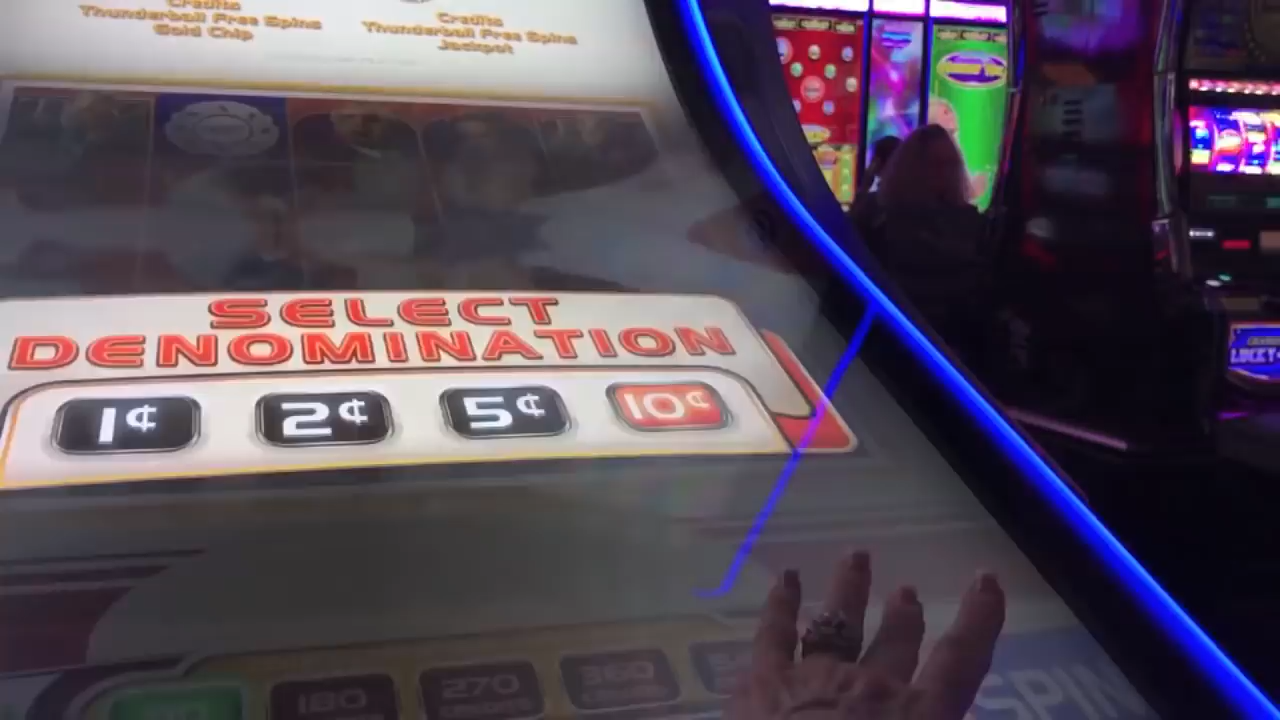 Credits
Thunderball Free Spins
Gold Chip
Credits
Thunderball Free Spins
Jackpot
SELECT
DENOMINATION
1¢
2¢
5¢
10¢
180
270
360
SPIN
LUCKY